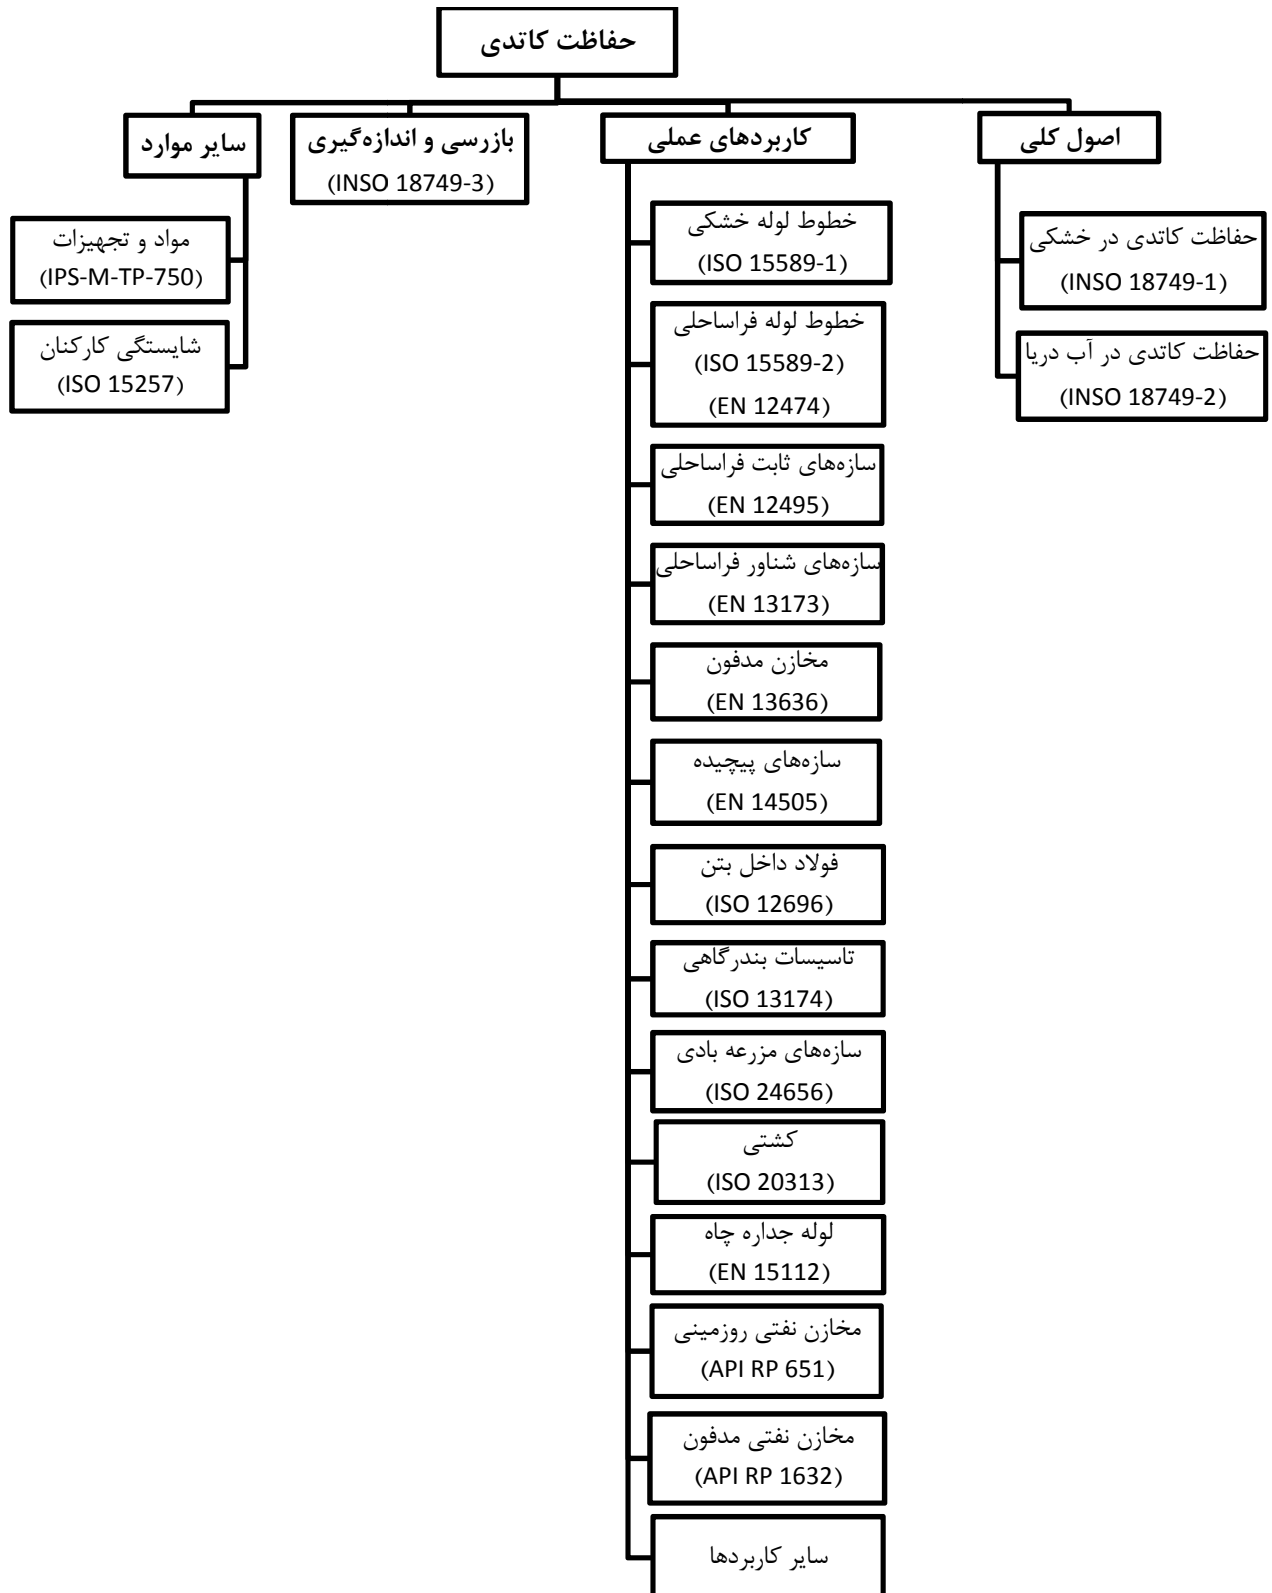 حفاظت کاتدی
اصول کلی
حفاظت کاتدی در خشکی
(INSO 18749-1)
حفاظت کاتدی در آب دریا
(INSO 18749-2)
کاربردهای عملی
خطوط لوله خشکی
(ISO 15589-1)
خطوط لوله فراساحلی
(ISO 15589-2)
(EN 12474)
سازه‌های ثابت فراساحلی
(EN 12495)
سازه‌های شناور فراساحلی
(EN 13173)
مخازن مدفون
(EN 13636)
سازه‌های پیچیده
(EN 14505)
فولاد داخل بتن
(ISO 12696)
تاسیسات بندرگاهی
(ISO 13174)
سازه‌های مزرعه بادی
(ISO 24656)
کشتی
(ISO 20313)
لوله جداره چاه
(EN 15112)
مخازن نفتی روزمینی
(API RP 651)
مخازن نفتی مدفون
(API RP 1632)
سایر کاربردها
بازرسی و اندازه‌گیری
(INSO 18749-3)
سایر موارد
مواد و تجهیزات
(IPS-M-TP-750)
شایستگی کارکنان
(ISO 15257)